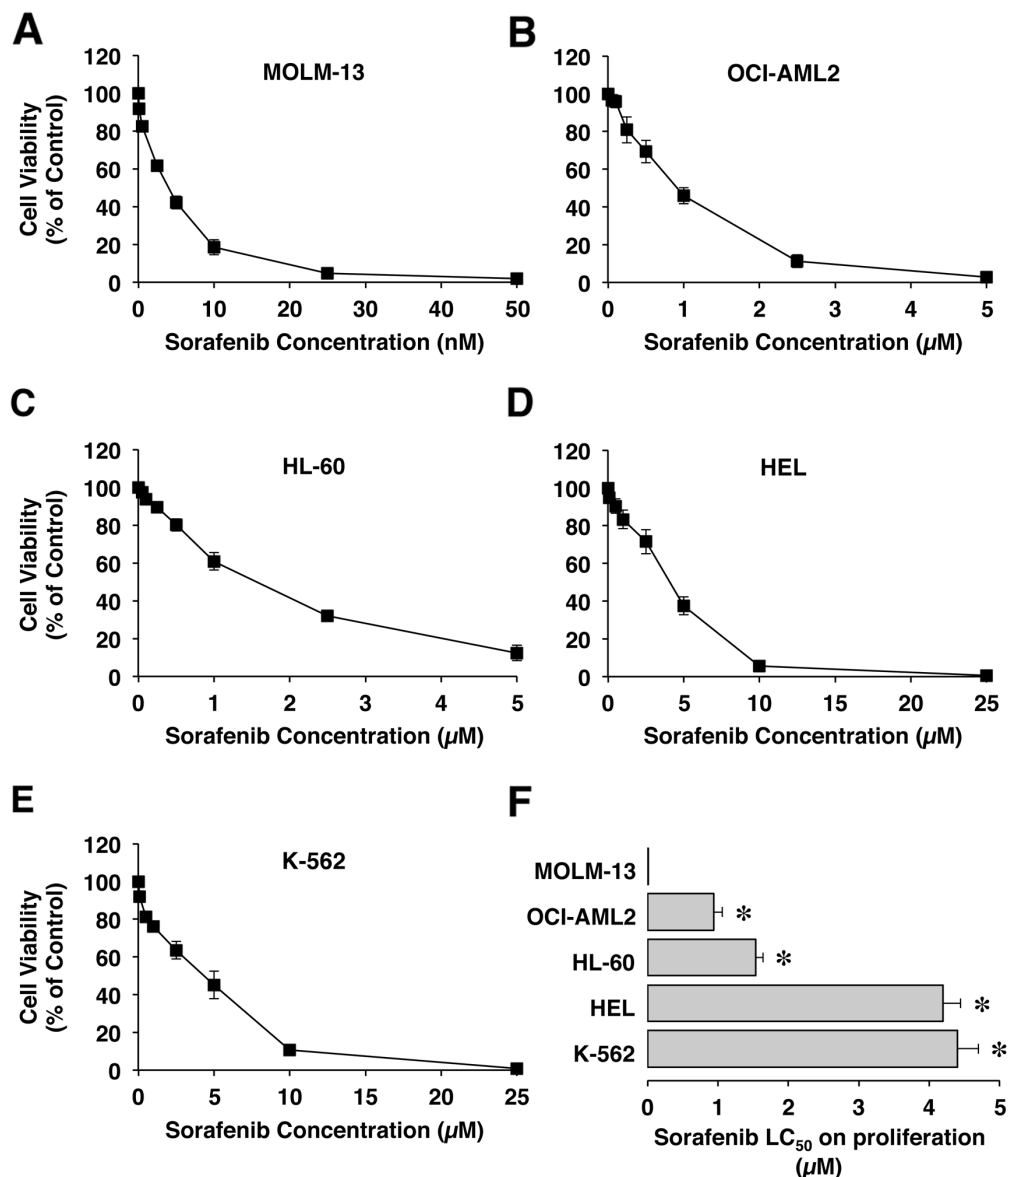 A
MOLM-13
120
100
80
60
40
20
0
Cell Viability
(% of Control)
0 10 20 30 40 50
Sorafenib Concentration (nM)
B
OCI-AML2
120
100
80
60
40
20
0
0 1 2 3 4 5
Sorafenib Concentration (µM)
C
HL-60
120
100
80
60
40
20
0
Cell Viability
(% of Control)
0 1 2 3 4 5
Sorafenib Concentration (µM)
D
HEL
120
100
80
60
40
20
0
0 5 10 15 20 25
Sorafenib Concentration (µM)
E
K-562
120
100
80
60
40
20
0
Cell Viability
(% of Control)
0 5 10 15 20 25
Sorafenib Concentration (µM)
F
MOLM-13
OCI-AML2 *
HL-60 *
HEL *
K-562 *
0 1 2 3 4 5
Sorafenib LC50 on proliferation
(µM)